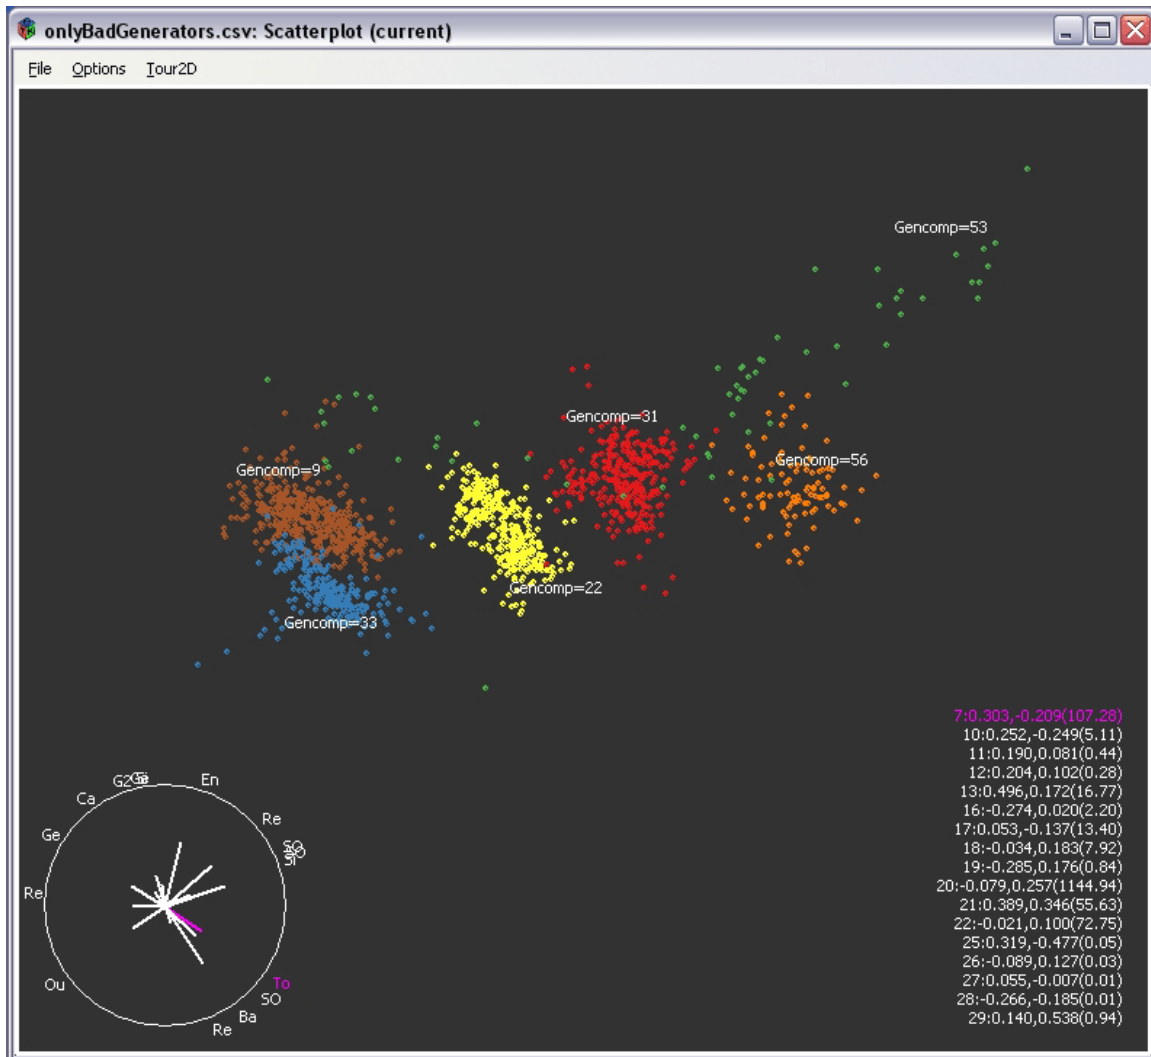 onlyBadGenerators.csv: Scatterplot (current)
File Options Tour2D
Gencomp=53
Gencomp=31
Gencomp=56
Gencomp=9
Gencomp=22
Gencomp=33
7:0.303,-0.209(107.28)
10:0.252,-0.249(5.11)
11:0.190,0.081(0.44)
12:0.204,0.102(0.28)
13:0.496,0.172(16.77)
16:-0.274,0.020(2.20)
17:0.053,-0.137(13.40)
18:-0.034,0.183(7.92)
19:-0.285,0.176(0.84)
20:-0.079,0.257(1144.94)
21:0.389,0.346(55.63)
22:-0.021,0.100(72.75)
25:0.319,-0.477(0.05)
26:-0.089,0.127(0.03)
27:0.055,-0.007(0.01)
28:-0.266,-0.185(0.01)
29:0.140,0.538(0.94)
G2
En
Ca
Re
Ge
Re
Ou
To
SO
Ba
Re